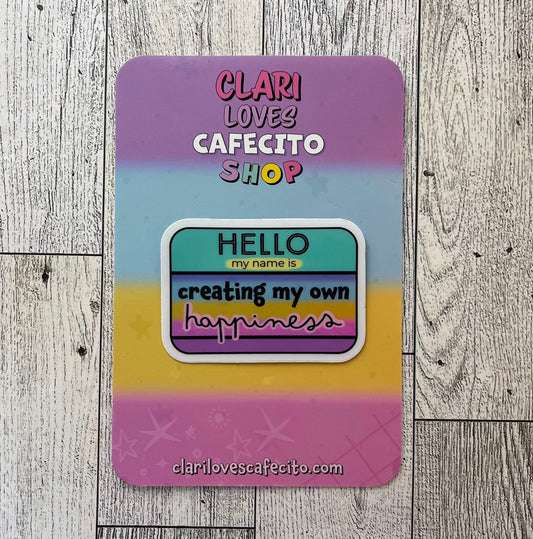 CLARI
LOVES
CAFECITO
SHOP
HELLO
my name is
creating my own
happiness
clarilovescafecito.com